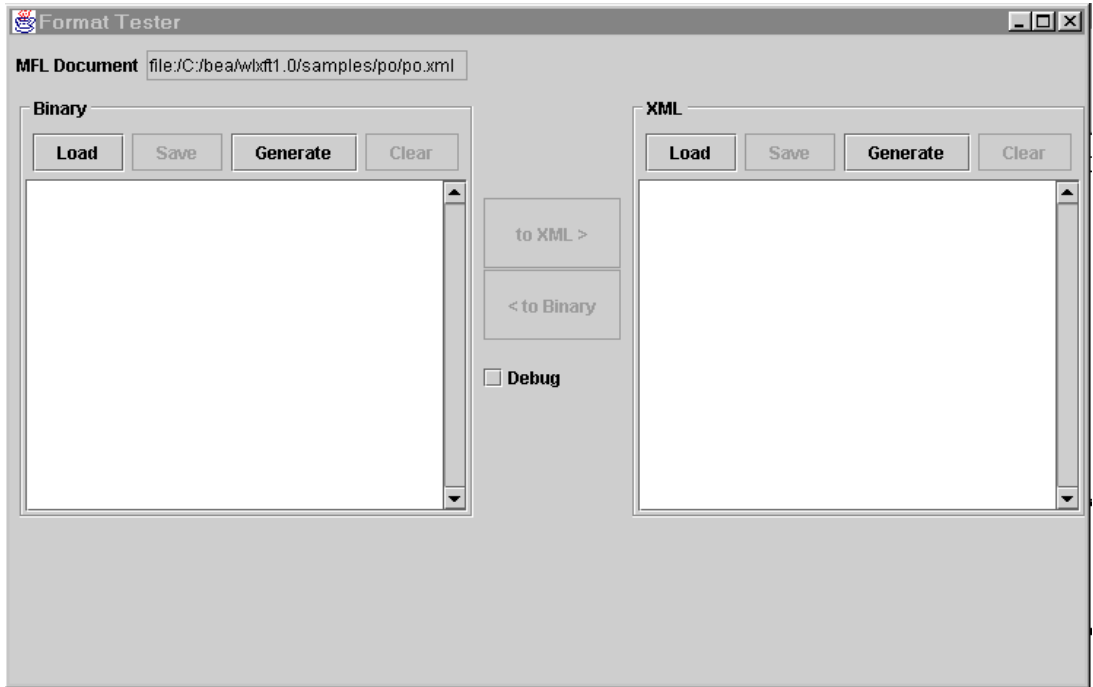 Format Tester
MFL Document file:/C:/bea/wlxft1.0/samples/po/po.xml
Binary
Load Save Generate Clear
to XML >
< to Binary
Debug
XML
Load Save Generate Clear